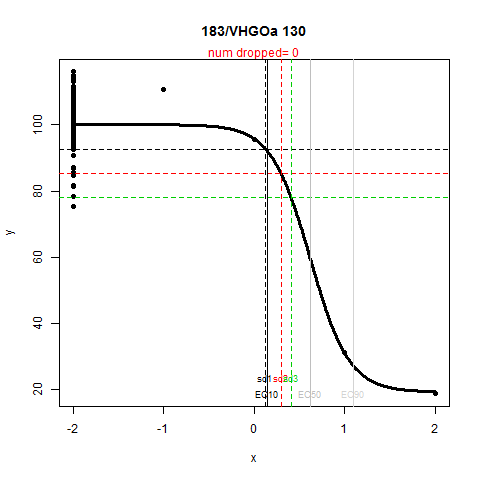 183/VHGOa 130
num dropped= 0
y
100
80
60
40
20
sd1 sd2 sd3
EC10 EC50 EC90
-2 -1 0 1 2
x